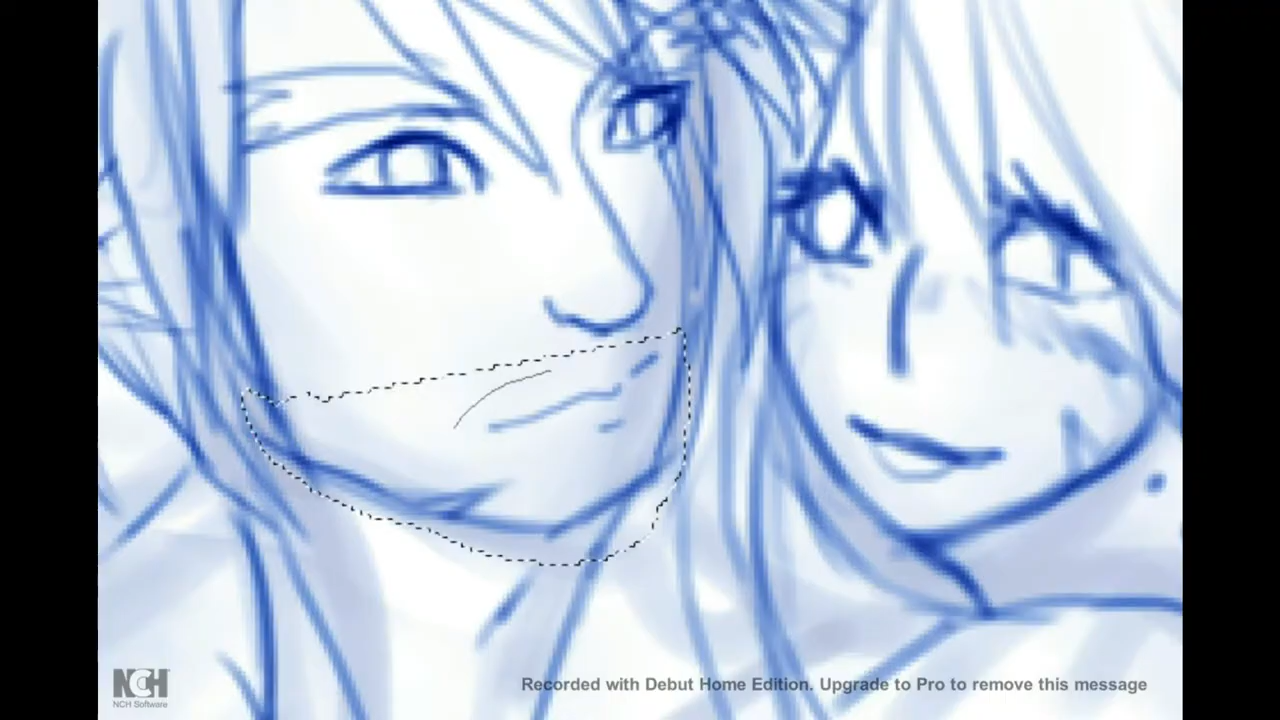 NCH
NCH Software
Recorded with Debut Home Edition. Upgrade to Pro to remove this message